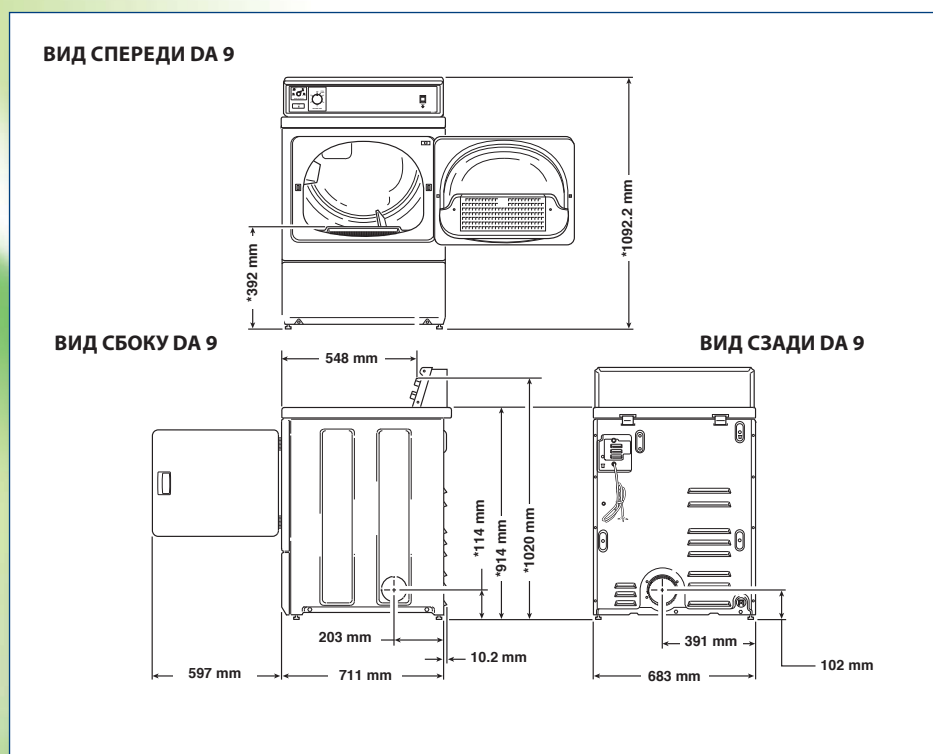 ВИД СПЕРЕДИ DA 9
*1092.2 mm
*392 mm
ВИД СБОКУ DA 9
ВИД СЗАДИ DA 9
548 mm
*114 mm
*914 mm
*1020 mm
203 mm
10.2 mm
597 mm
711 mm
391 mm
102 mm
683 mm